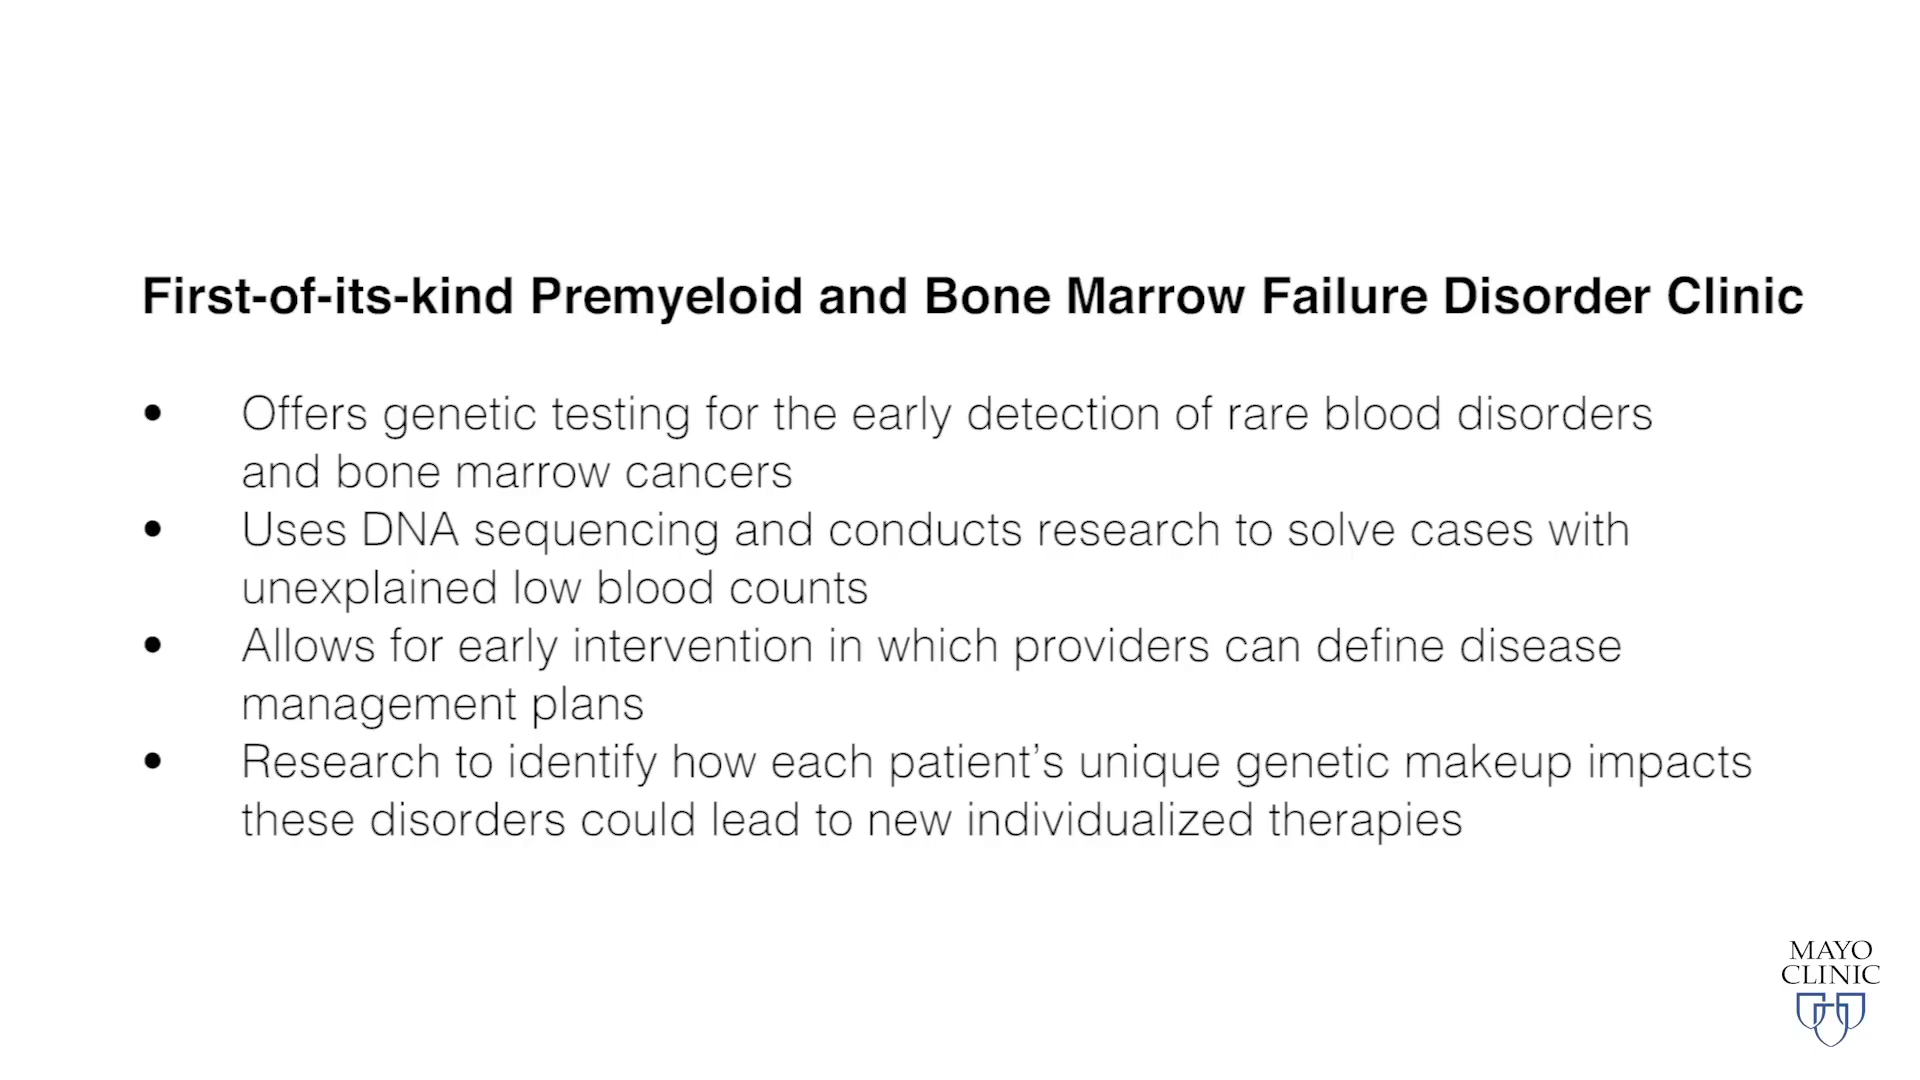 First-of-its-kind Premyeloid and Bone Marrow Failure Disorder Clinic
• Offers genetic testing for the early detection of rare blood disorders
and bone marrow cancers
• Uses DNA sequencing and conducts research to solve cases with
unexplained low blood counts
• Allows for early intervention in which providers can define disease
management plans
• Research to identify how each patient’s unique genetic makeup impacts
these disorders could lead to new individualized therapies
MAYO
CLINIC